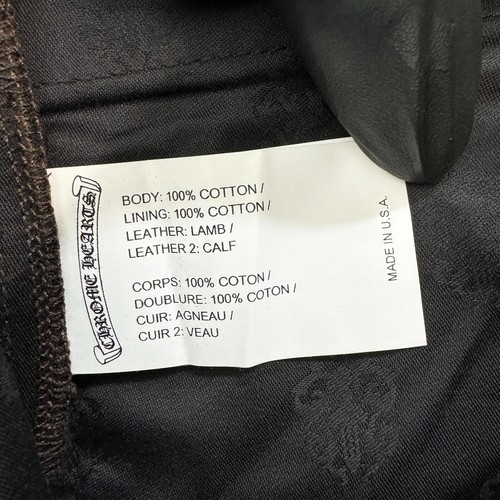 CHROME HEARTS
BODY: 100% COTTON /
LINING: 100% COTTON /
LEATHER: LAMB /
LEATHER 2: CALF
CORPS: 100% COTON /
DOUBLURE: 100% COTON /
CUIR: AGNEAU /
CUIR 2: VEAU
MADE IN U.S.A.